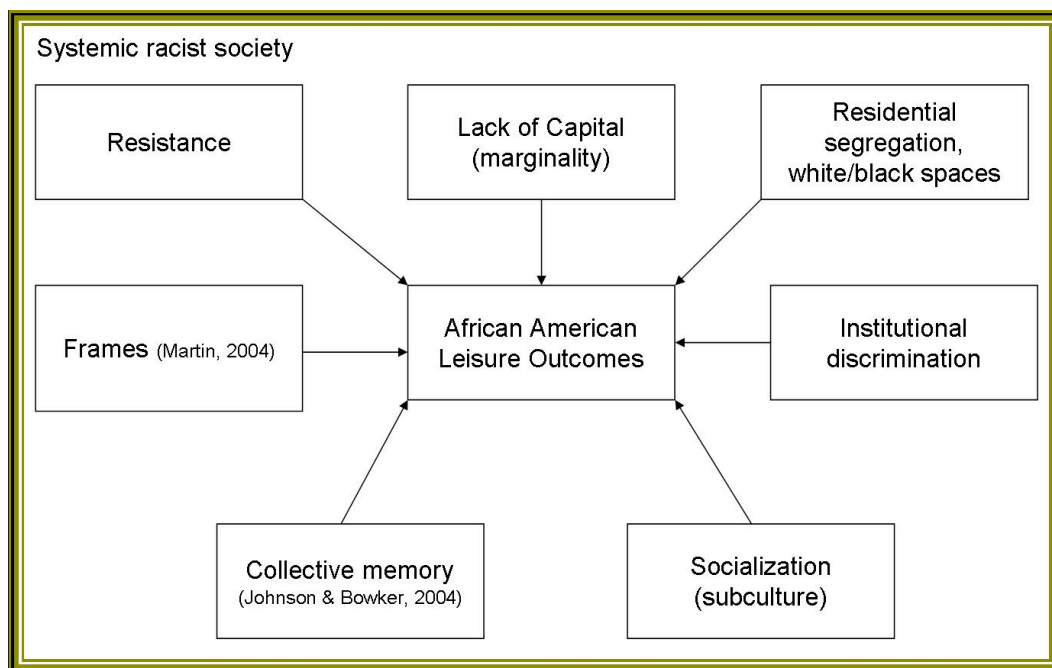 Systemic racist society
Resistance
Lack of Capital
(marginality)
Residential
segregation,
white/black spaces
Frames (Martin, 2004)
African American
Leisure Outcomes
Institutional
discrimination
Collective memory
(Johnson & Bowker, 2004)
Socialization
(subculture)